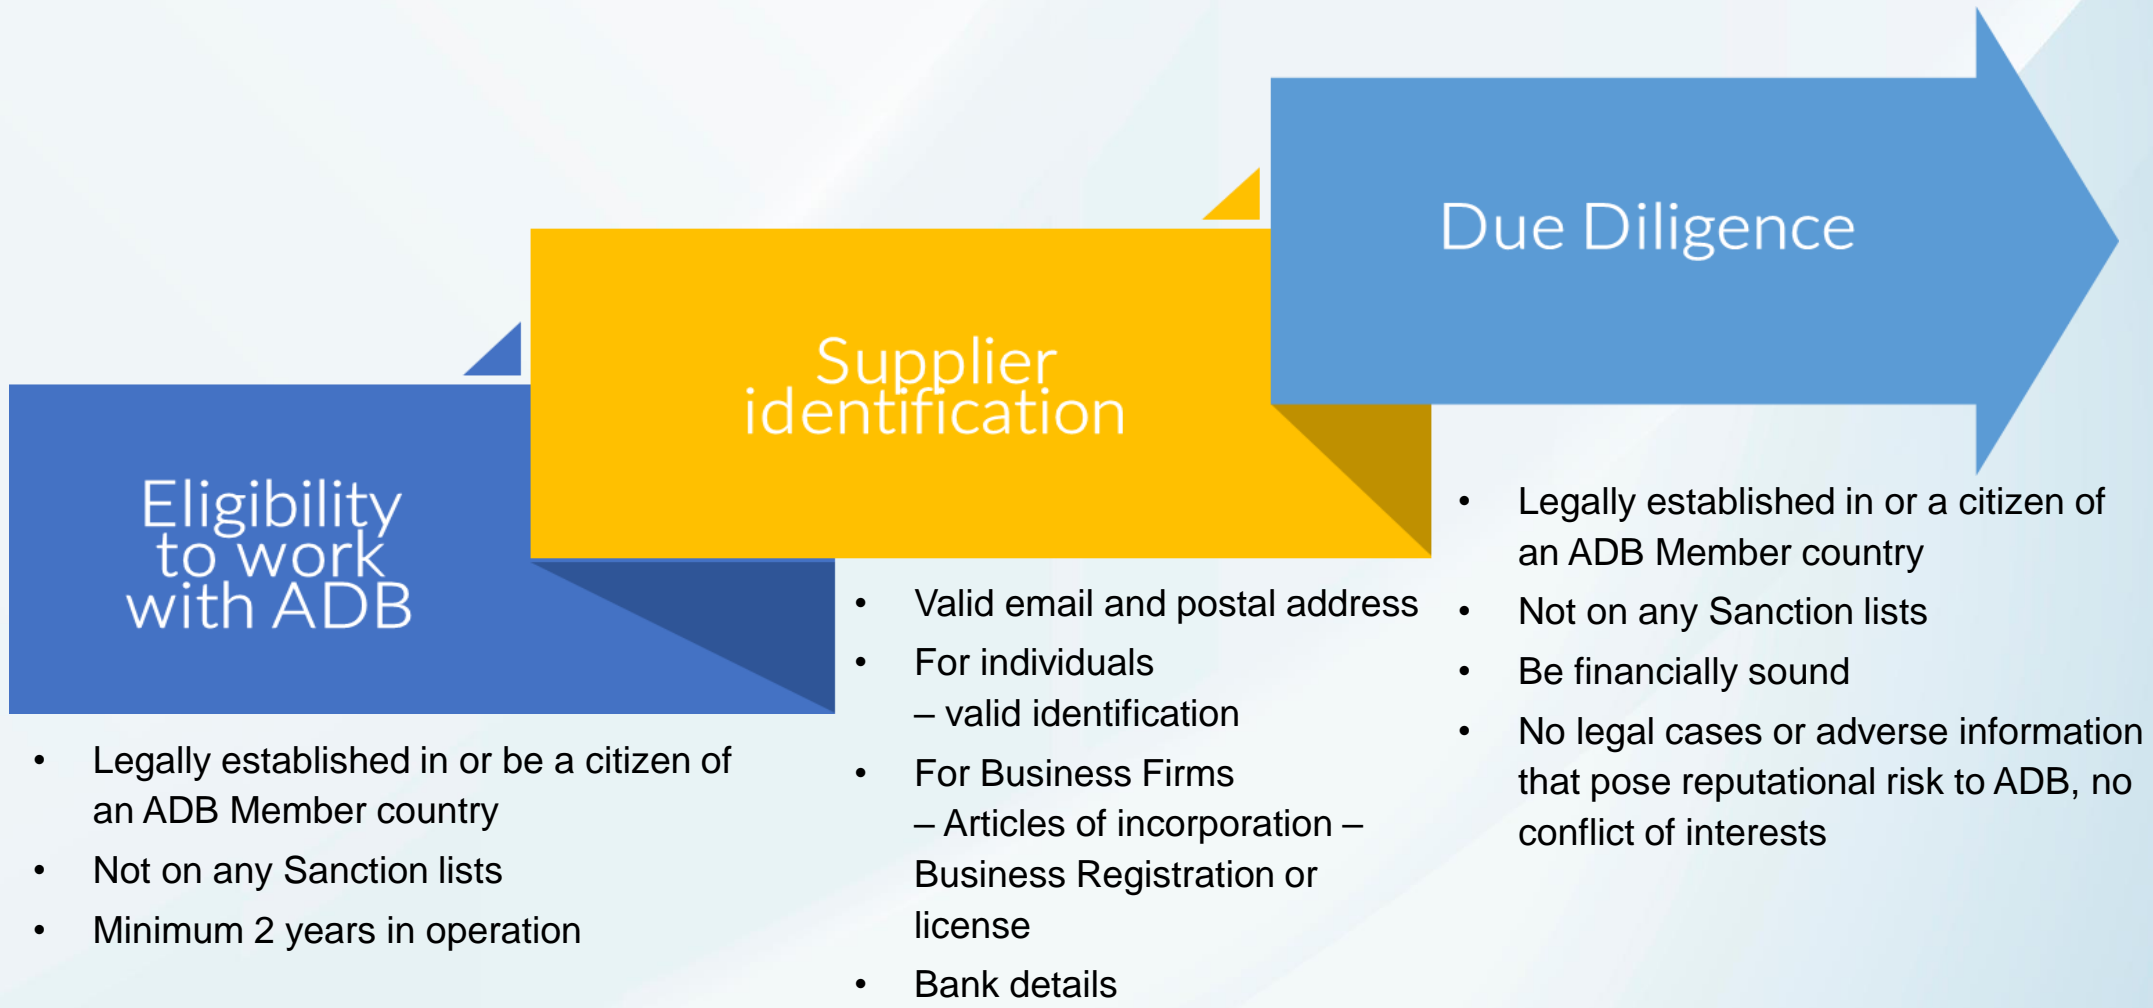 Eligibility
to work
with ADB
• Legally established in or be a citizen of
an ADB Member country
• Not on any Sanction lists
• Minimum 2 years in operation
Supplier
identification
• Valid email and postal address
• For individuals
– valid identification
• For Business Firms
– Articles of incorporation –
Business Registration or
license
• Bank details
Due Diligence
• Legally established in or a citizen of
an ADB Member country
• Not on any Sanction lists
• Be financially sound
• No legal cases or adverse information
that pose reputational risk to ADB, no
conflict of interests